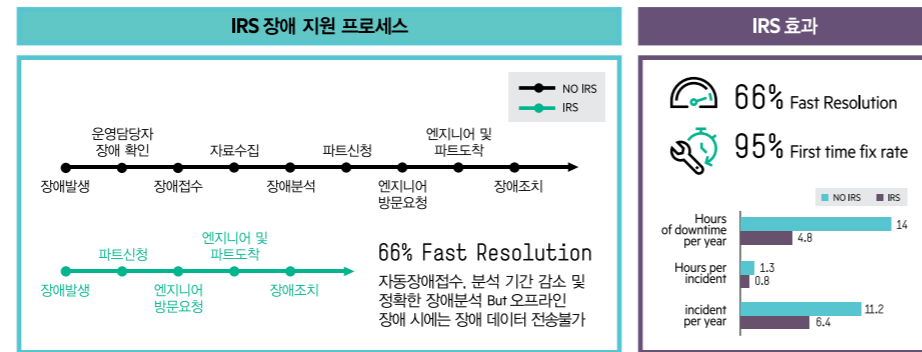 IRS 장애 지원 프로세스
NO IRS
IRS
운영담당자
장애 확인
자료수집
파트신청
엔지니어 및
파트도착
장애발생
장애접수
장애분석
엔지니어
방문요청
장애조치
파트신청
엔지니어 및
파트도착
장애발생
엔지니어
방문요청
장애조치
66% Fast Resolution
자동장애접수, 분석 기간 감소 및
정확한 장애분석 But 오프라인
장애 시에는 장애 데이터 전송불가
IRS 효과
66% Fast Resolution
95% First time fix rate
NO IRS
IRS
Hours
of downtime
per year
14
4.8
Hours per
incident
1.3
0.8
incident
per year
11.2
6.4